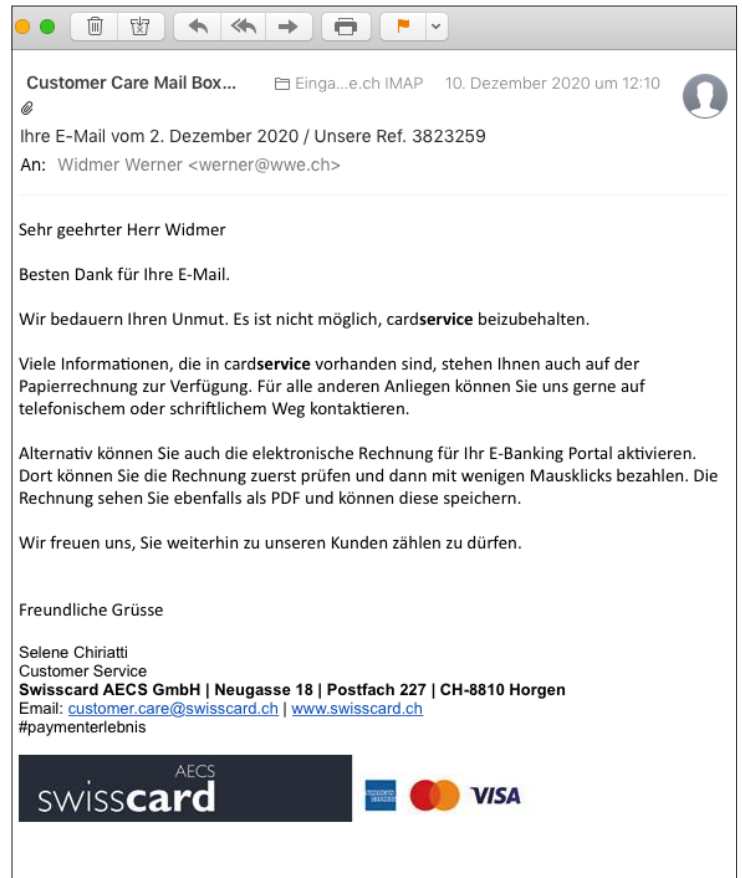 Customer Care Mail Box... Einga...e.ch IMAP 10. Dezember 2020 um 12:10
Ihre E-Mail vom 2. Dezember 2020 / Unsere Ref. 3823259
An: Widmer Werner <werner@wwe.ch>
Sehr geehrter Herr Widmer
Besten Dank für Ihre E-Mail.
Wir bedauern Ihren Unmut. Es ist nicht möglich, cardservice beizubehalten.
Viele Informationen, die in cardservice vorhanden sind, stehen Ihnen auch auf der
Papierrechnung zur Verfügung. Für alle anderen Anliegen können Sie uns gerne auf
telefonischem oder schriftlichem Weg kontaktieren.
Alternativ können Sie auch die elektronische Rechnung für Ihr E-Banking Portal aktivieren.
Dort können Sie die Rechnung zuerst prüfen und dann mit wenigen Mausklicks bezahlen. Die
Rechnung sehen Sie ebenfalls als PDF und können diese speichern.
Wir freuen uns, Sie weiterhin zu unseren Kunden zählen zu dürfen.
Freundliche Grüsse
Selene Chiriatti
Customer Service
Swisscard AECS GmbH | Neugasse 18 | Postfach 227 | CH-8810 Horgen
Email: customer.care@swisscard.ch | www.swisscard.ch
#paymenterlebnis
AECS
swisscard
VISA